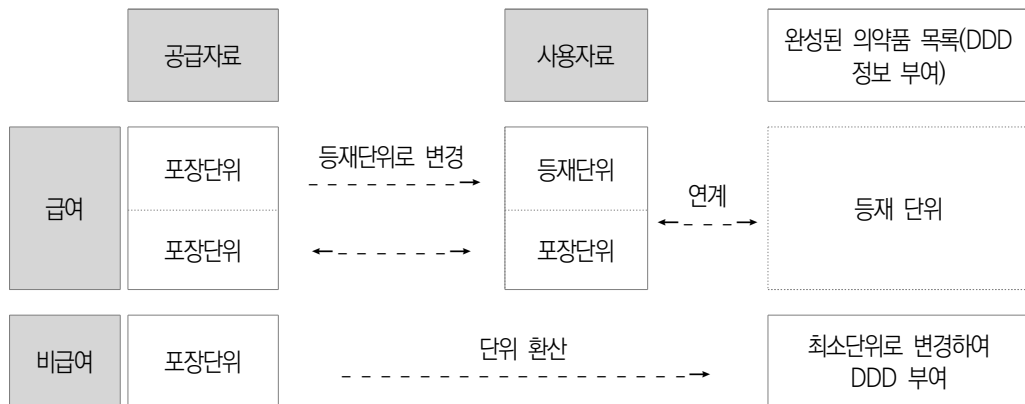 공급자료
사용자료
완성된 의약품 목록(DDD
정보 부여)
급여
포장단위
등재단위로 변경
등재단위
연계
등재 단위
포장단위
포장단위
비급여
포장단위
단위 환산
최소단위로 변경하여
DDD 부여